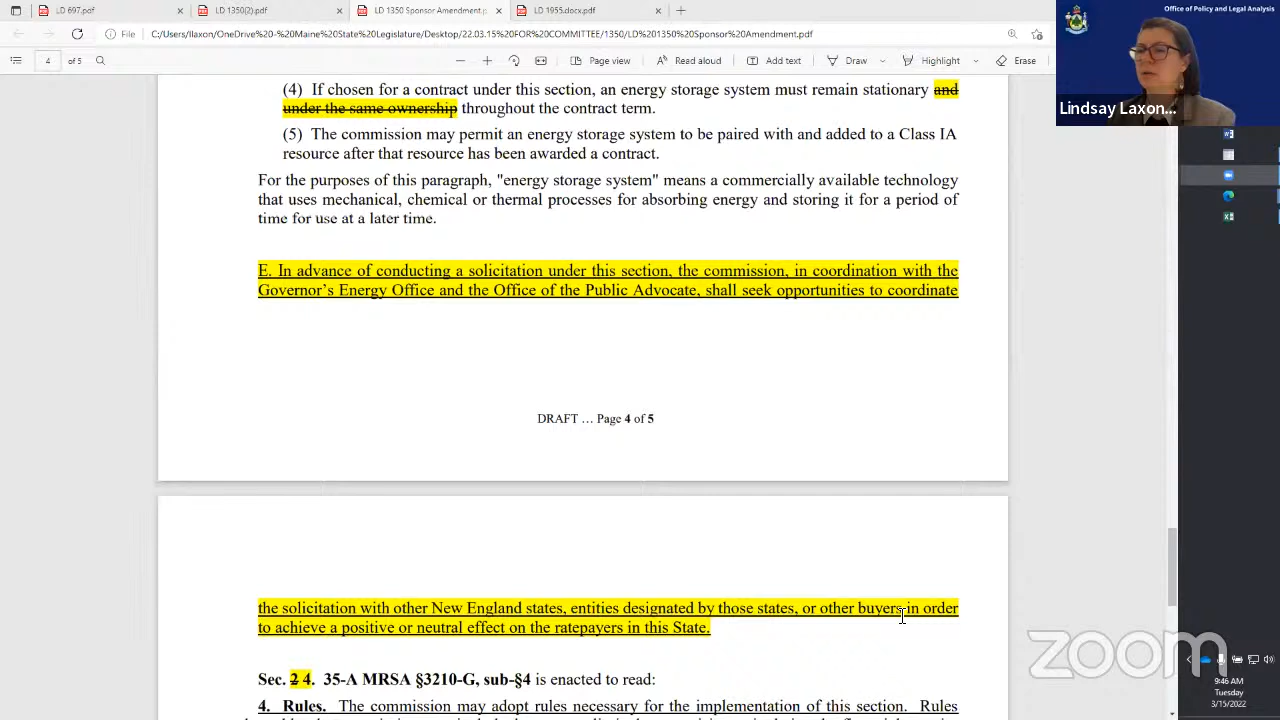 LD 697.pdf
LD 1350(2).pdf
LD 1350 Sponsor Amendment.p
LD 1955.docx.pdf
File
C:/Users/llaxon/OneDrive%20-%20Maine%20State%20Legislature/Desktop/22.03.15%20FOR%20COMMITTEE/1350/LD%201350%20Sponsor%20Amendment.pdf
4 of 5
Page view
Read aloud
Add text
Draw
Highlight
Erase
Office of Policy and Legal Analysis
Lindsay Laxon...
(4) If chosen for a contract under this section, an energy storage system must remain stationary and
under the same ownership throughout the contract term.
(5) The commission may permit an energy storage system to be paired with and added to a Class IA
resource after that resource has been awarded a contract.
For the purposes of this paragraph, "energy storage system" means a commercially available technology
that uses mechanical, chemical or thermal processes for absorbing energy and storing it for a period of
time for use at a later time.
E. In advance of conducting a solicitation under this section, the commission, in coordination with the
Governor's Energy Office and the Office of the Public Advocate, shall seek opportunities to coordinate
DRAFT … Page 4 of 5
the solicitation with other New England states, entities designated by those states, or other buyers in order
to achieve a positive or neutral effect on the ratepayers in this State.
Sec. 2 4. 35-A MRSA §3210-G, sub-§4 is enacted to read:
4. Rules. The commission may adopt rules necessary for the implementation of this section. Rules
zoom
9:46 AM
Tuesday
3/15/2022